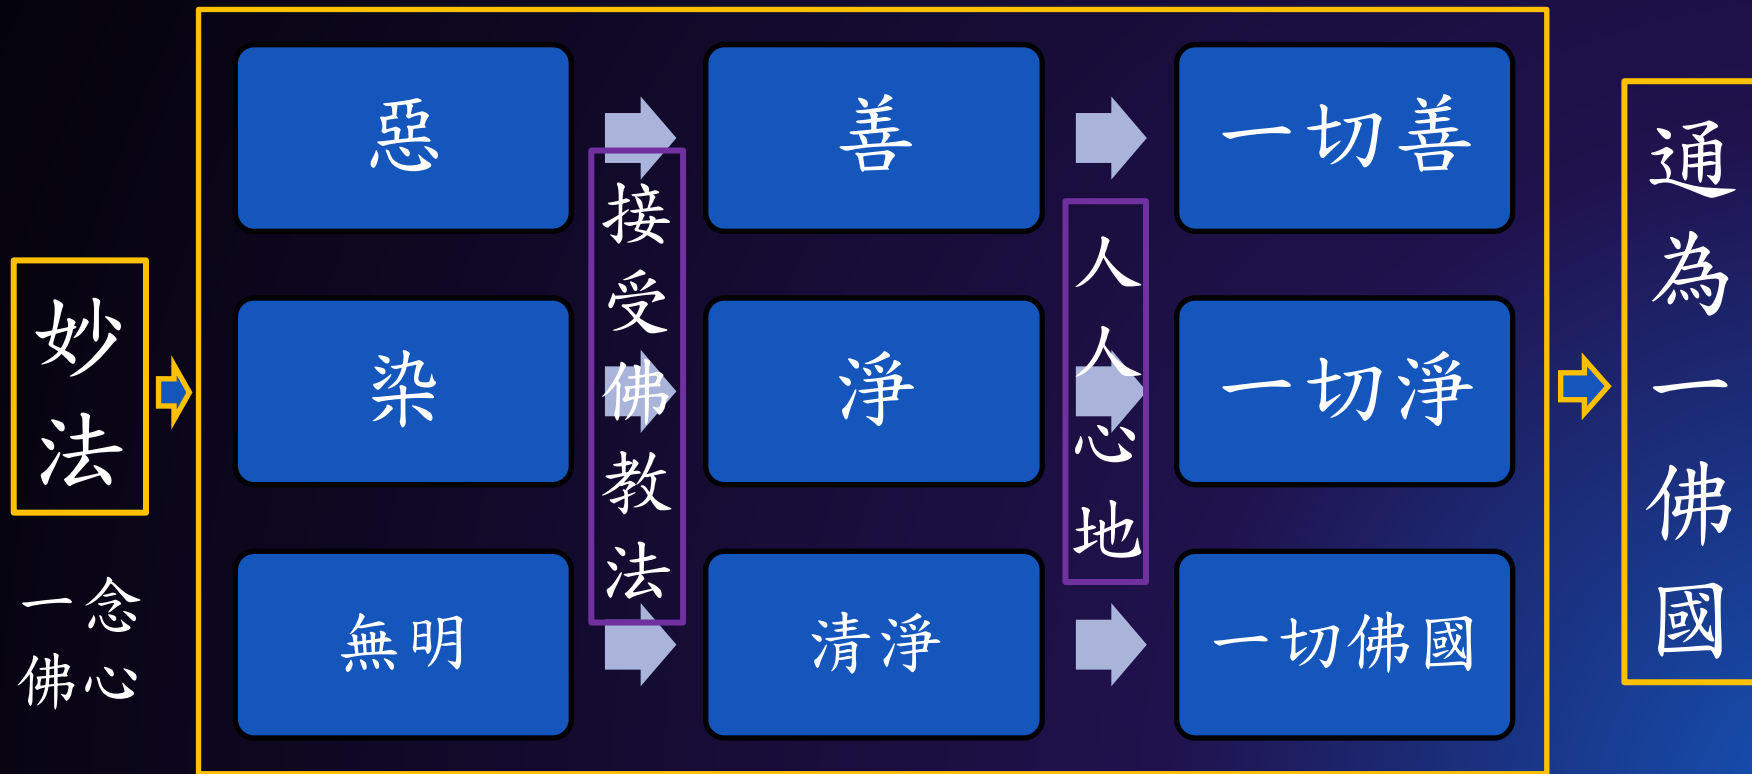 妙法
一念
佛心
惡
善
一切善
染
淨
一切淨
無明
清淨
一切佛國
接受佛教法
人人心地
通為一佛國